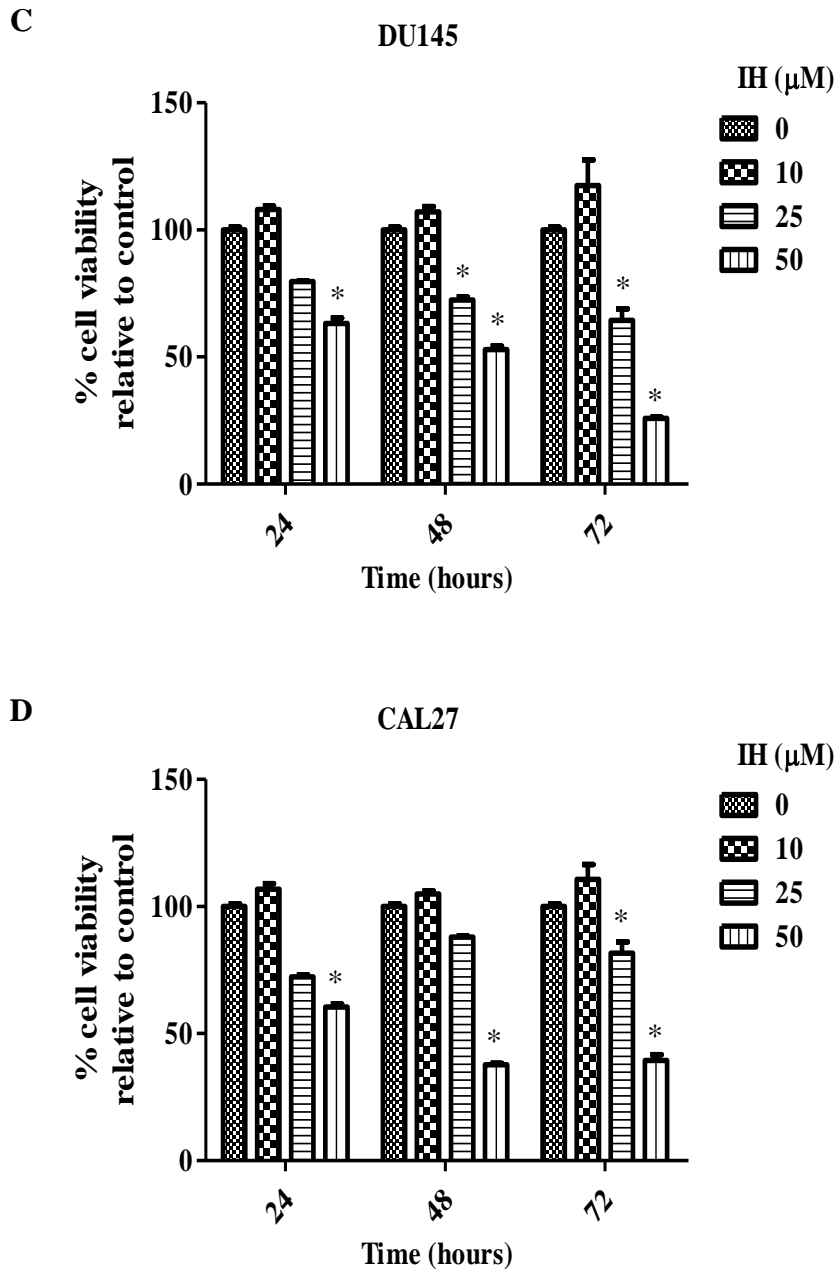 C
DU145
IH (μM)
0
10
25
50
% cell viability
relative to control
150
100
50
0
*
*
*
*
*
24
48
72
Time (hours)
D
CAL27
IH (μM)
0
10
25
50
% cell viability
relative to control
150
100
50
0
*
*
*
*
24
48
72
Time (hours)